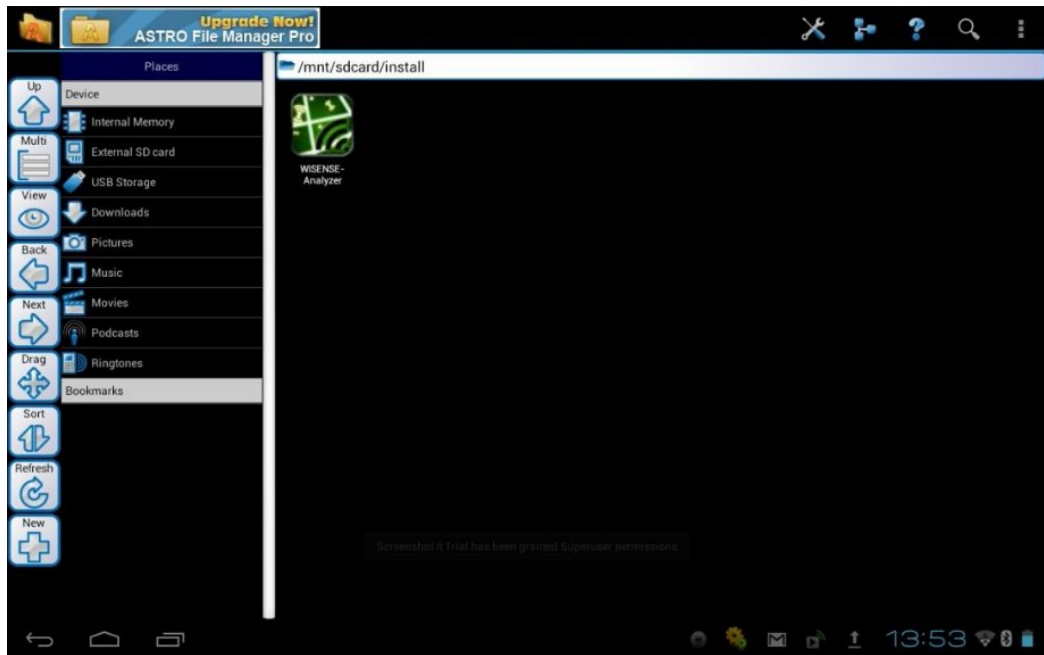 Upgrade Now!
ASTRO File Manager Pro
Places
/mnt/sdcard/install
Up
Device
Internal Memory
Multi
External SD card
USB Storage
View
Downloads
Pictures
Back
Music
Next
Movies
Podcasts
Drag
Ringtones
Bookmarks
Sort
Refresh
New
WISENSE-
Analyzer
Screenshot It Trial has been granted Superuser permissions
13:53